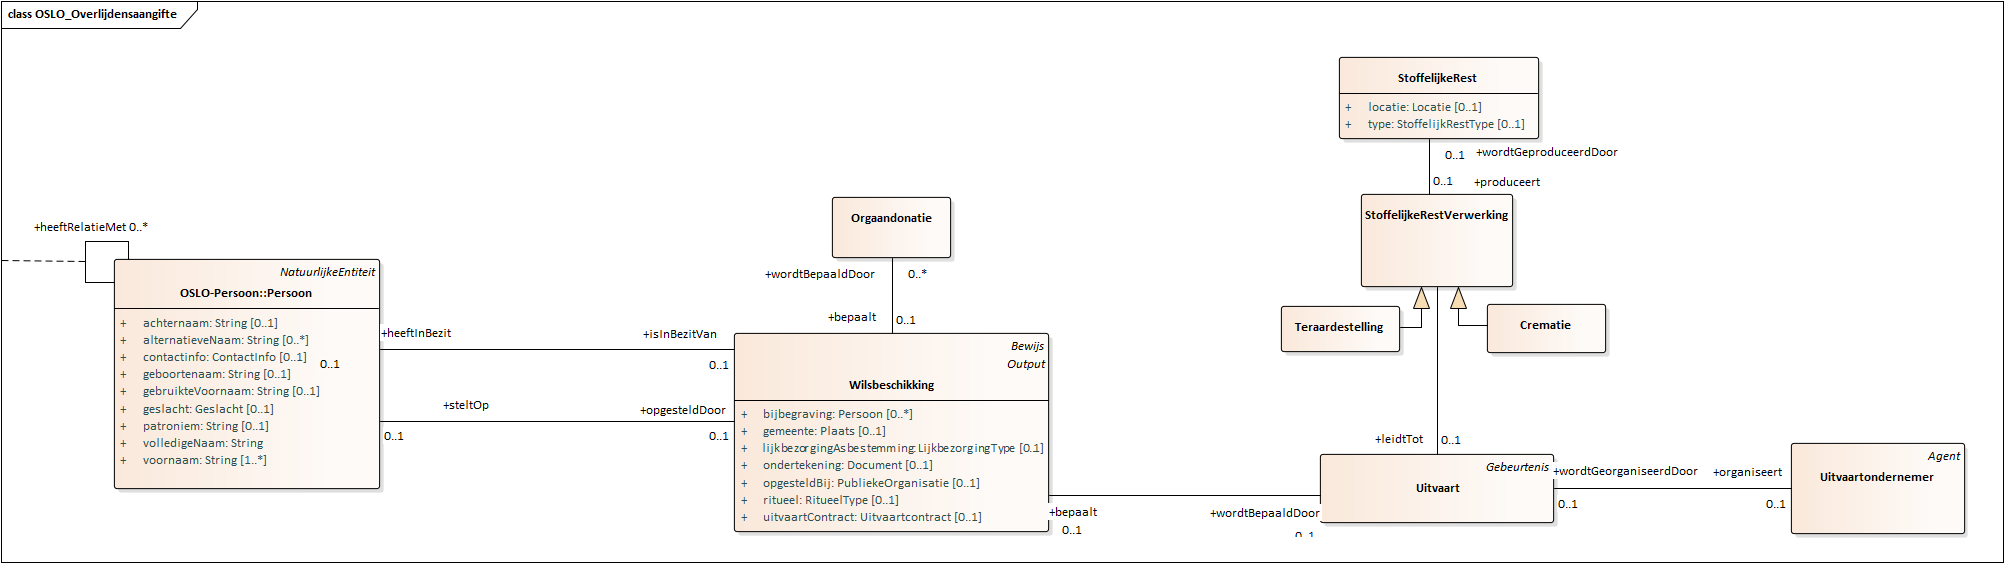 class OSLO_Overlijdensaangifte
StoffelijkeRest
+ locatie: Locatie [0..1]
+ type: StoffelijkRestType [0..1]
0..1 +wordtGeproduceerdDoor
0..1 +produceert
StoffelijkeRestVerwerking
Orgaandonatie
+wordtBepaaldDoor 0..*
+bepaalt 0..1
+heeftRelatieMet 0..*
NatuurlijkeEntiteit
OSLO-Persoon::Persoon
+ achternaam: String [0..1]
+ alternatieveNaam: String [0..*]
+ contactinfo: ContactInfo [0..1]
+ geboortenaam: String [0..1]
+ gebruikteVoornaam: String [0..1]
+ geslacht: Geslacht [0..1]
+ patroniem: String [0..1]
+ volledigeNaam: String
+ voornaam: String [1..*]
+heeftInBezit +isInBezitVan
0..1 0..1
+steltOp +opgesteldDoor
0..1 0..1
Bewijs
Output
Wilsbeschikking
+ bijbegraving: Persoon [0..*]
+ gemeente: Plaats [0..1]
+ lijkbezorgingAsbestemming: LijkbezorgingType [0.1]
+ ondertekening: Document [0..1]
+ opgesteldBij: PubliekeOrganisatie [0..1]
+ ritueel: RitueelType [0..1]
+ uitvaartContract: Uitvaartcontract [0..1]
Teraardestelling
Crematie
+leidtTot 0..1
+bepaalt +wordtBepaaldDoor
0..1 0..1
Gebeurtenis
Uitvaart
+wordtGeorganiseerdDoor +organiseert
0..1 0..1
Agent
Uitvaartondernemer